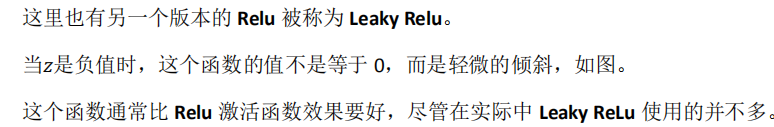 这里也有另一个版本的 Relu 被称为 Leaky Relu。
当z是负值时，这个函数的值不是等于 0，而是轻微的倾斜，如图。
这个函数通常比 Relu 激活函数效果要好，尽管在实际中 Leaky ReLu 使用的并不多。